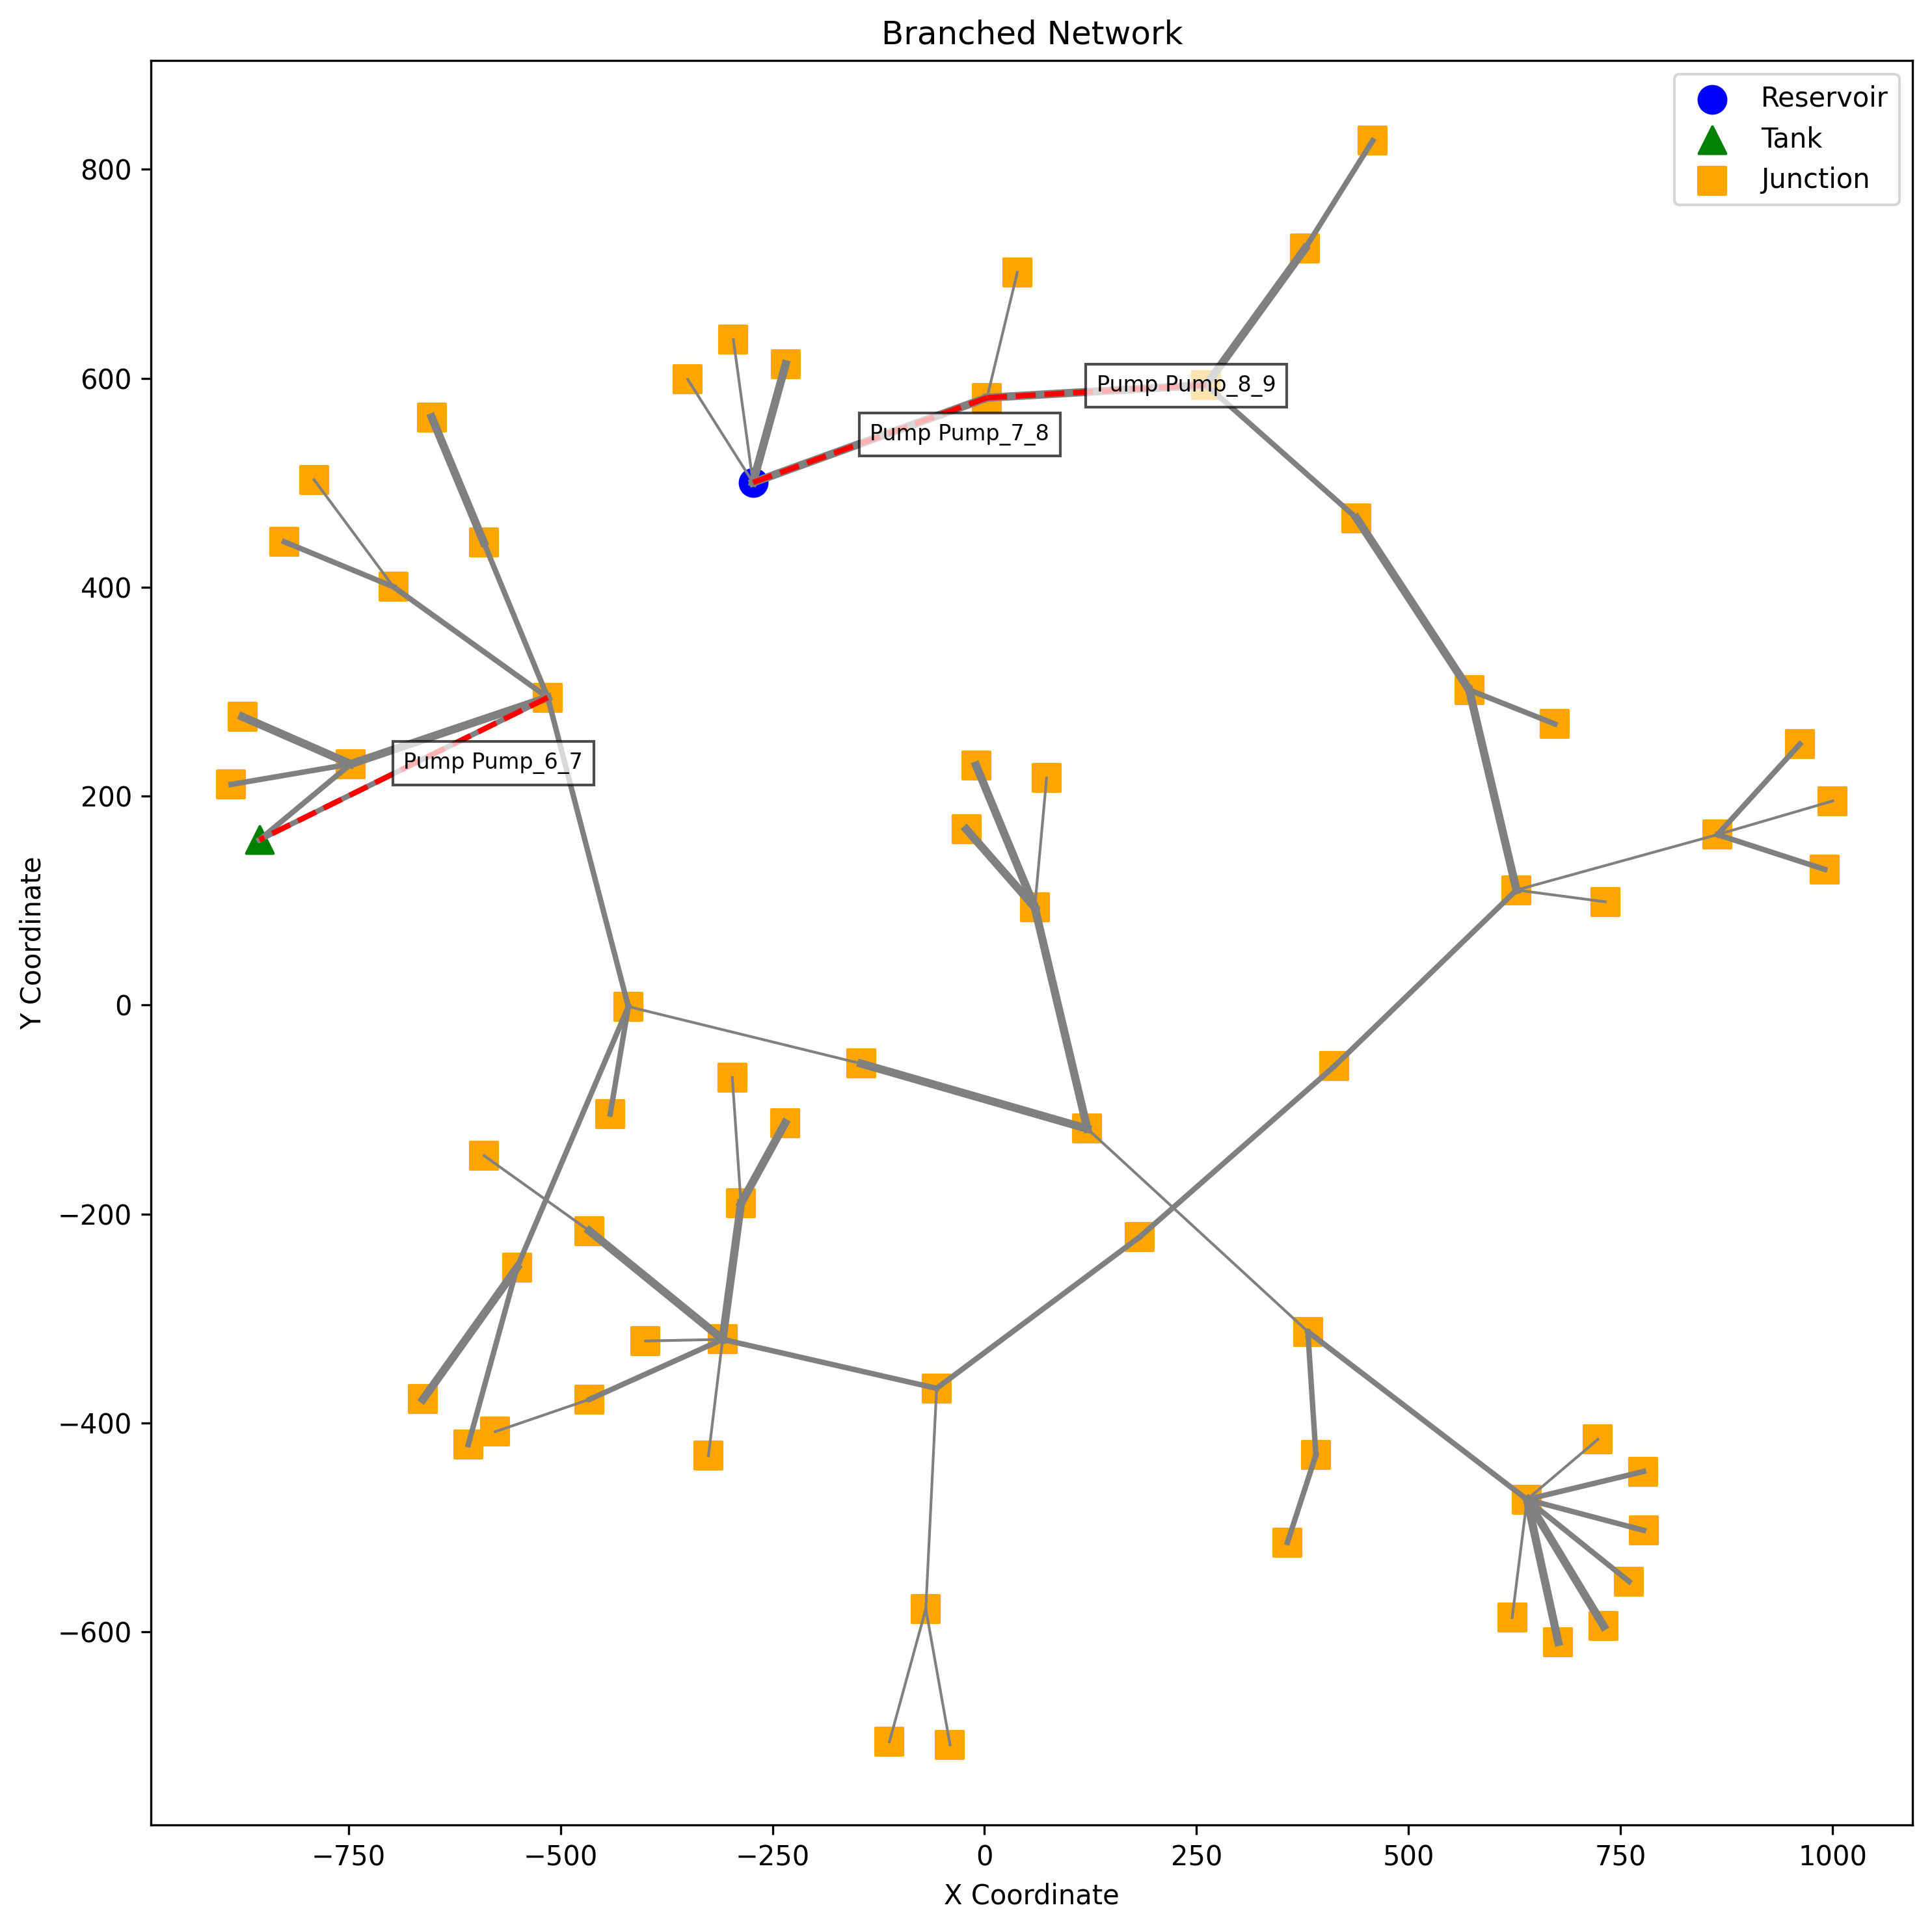 Branched Network
Reservoir
Tank
Junction
Pump Pump_8_9
Pump Pump_7_8
Pump Pump_6_7
Y Coordinate
800
600
400
200
0
−200
−400
−600
−750
−500
−250
0
250
500
750
1000
X Coordinate